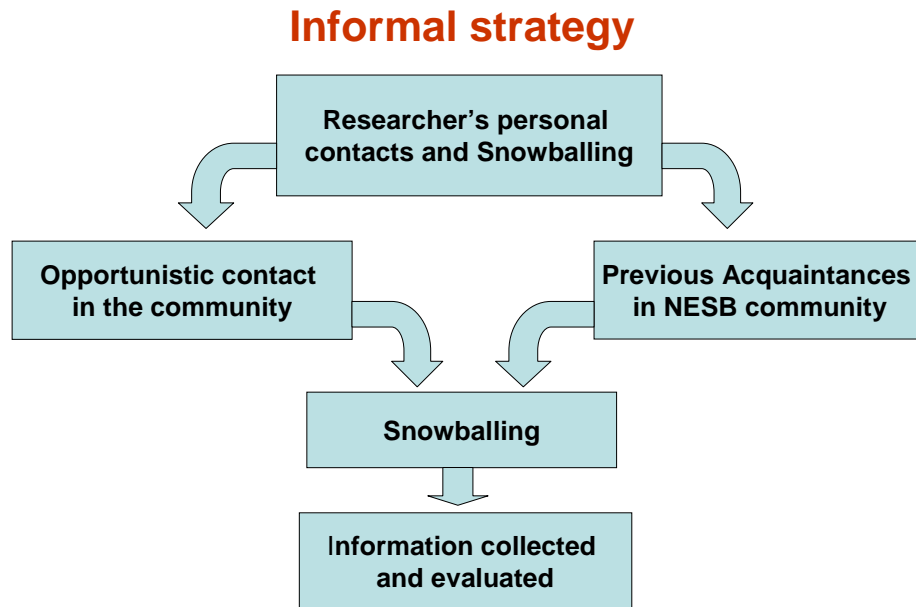 Informal strategy
Researcher's personal
contacts and Snowballing
Opportunistic contact
in the community
Previous Acquaintances
in NESB community
Snowballing
Information collected
and evaluated